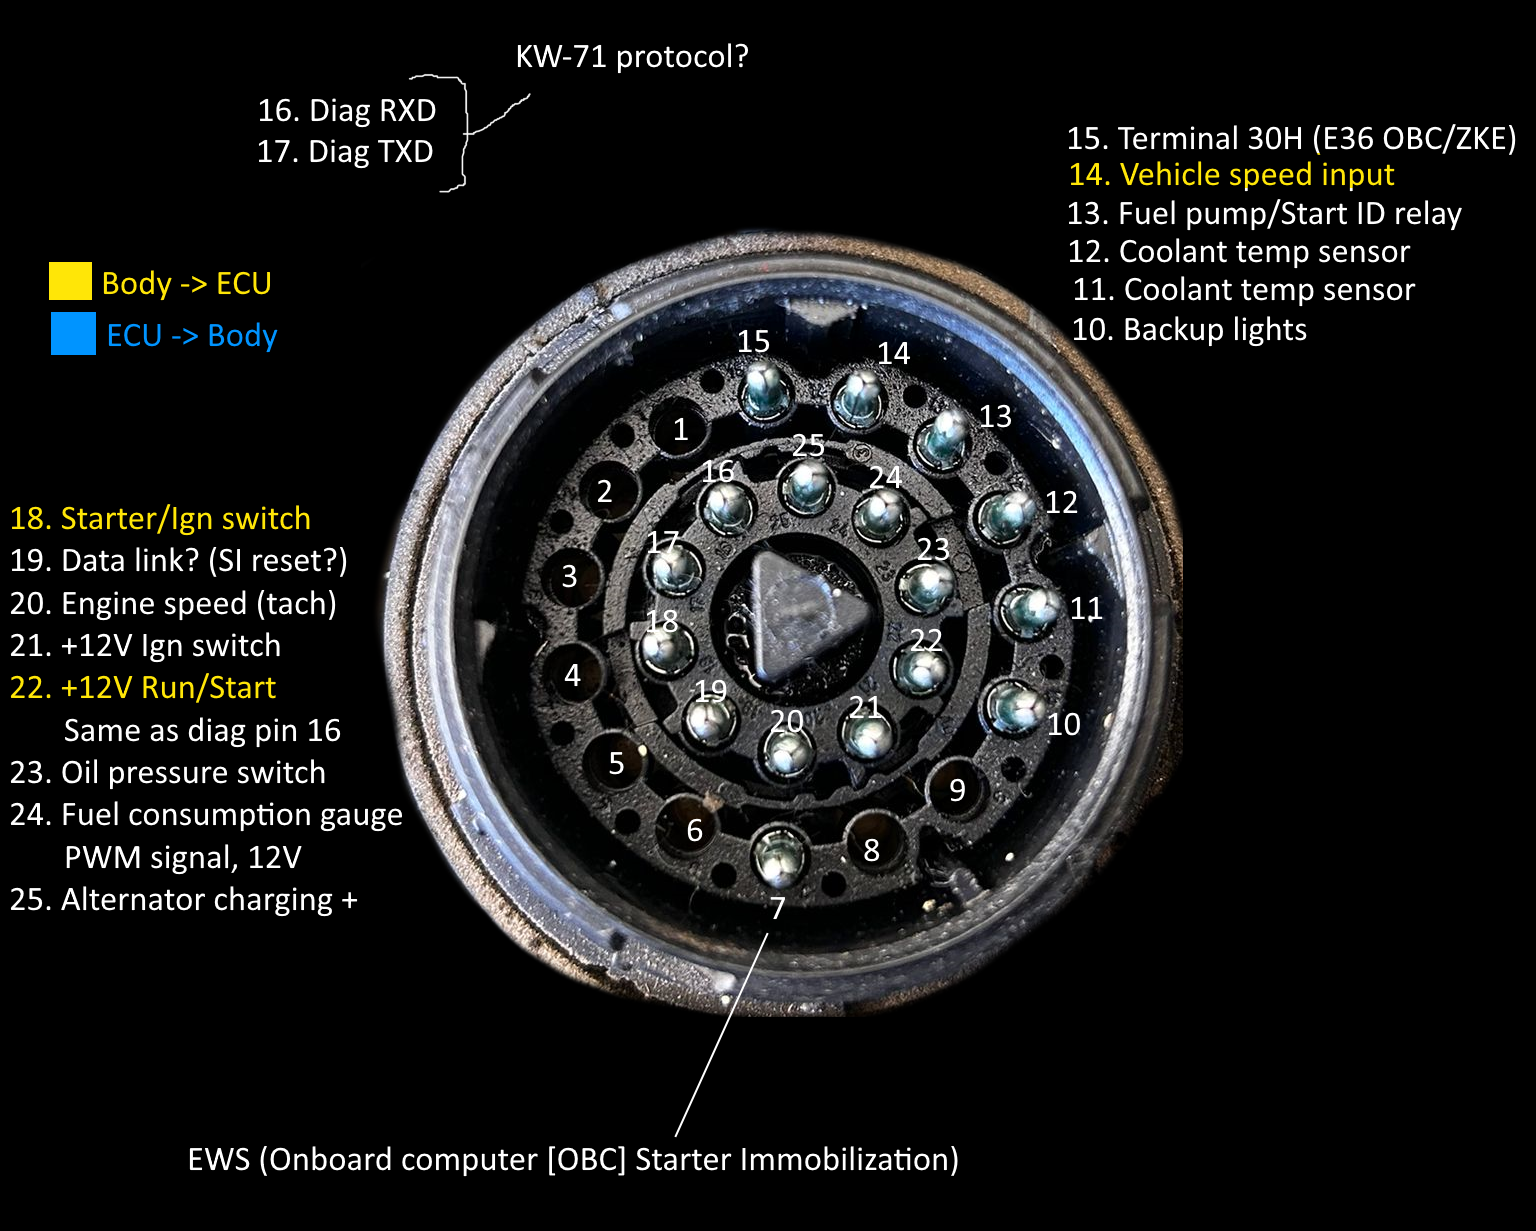 KW-71 protocol?
16. Diag RXD
17. Diag TXD
15. Terminal 30H (E36 OBC/ZKE)
14. Vehicle speed input
13. Fuel pump/Start ID relay
12. Coolant temp sensor
11. Coolant temp sensor
10. Backup lights
Body -> ECU
ECU -> Body
18. Starter/Ign switch
19. Data link? (SI reset?)
20. Engine speed (tach)
21. +12V Ign switch
22. +12V Run/Start
Same as diag pin 16
23. Oil pressure switch
24. Fuel consumption gauge
PWM signal, 12V
25. Alternator charging +
15
14
13
1
25
16
24
2
12
17
23
3
11
18
22
4
19
21
20
10
5
9
6
8
7
EWS (Onboard computer [OBC] Starter Immobilization)